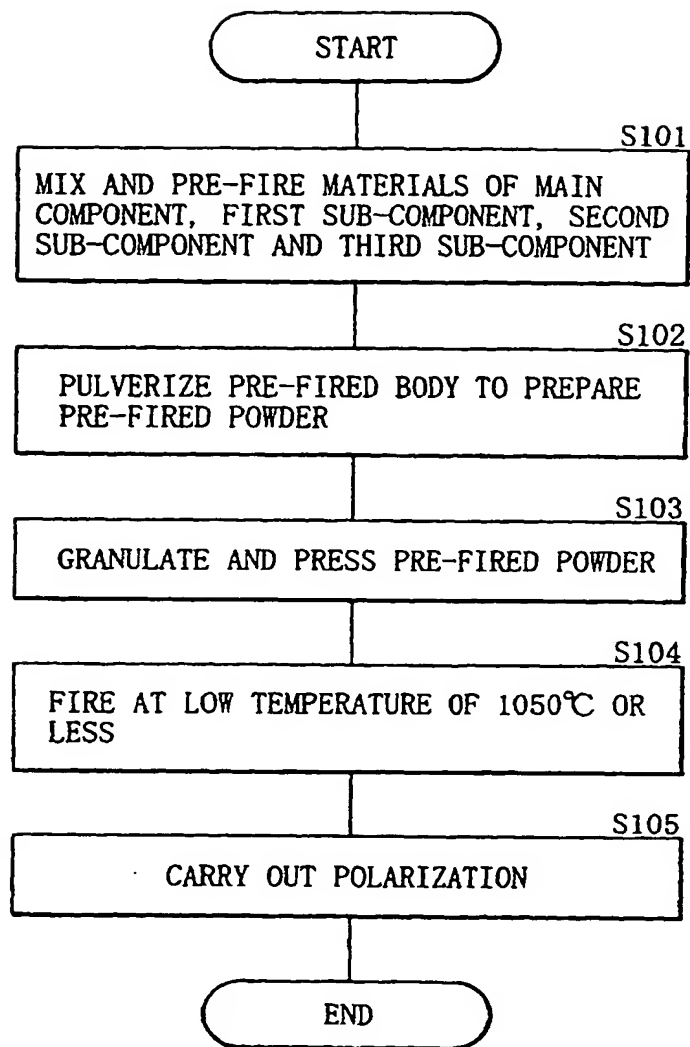 START
S101
MIX AND PRE-FIRE MATERIALS OF MAIN
COMPONENT, FIRST SUB-COMPONENT, SECOND
SUB-COMPONENT AND THIRD SUB-COMPONENT
S102
PULVERIZE PRE-FIRED BODY TO PREPARE
PRE-FIRED POWDER
S103
GRANULATE AND PRESS PRE-FIRED POWDER
S104
FIRE AT LOW TEMPERATURE OF 1050℃ OR
LESS
S105
CARRY OUT POLARIZATION
END